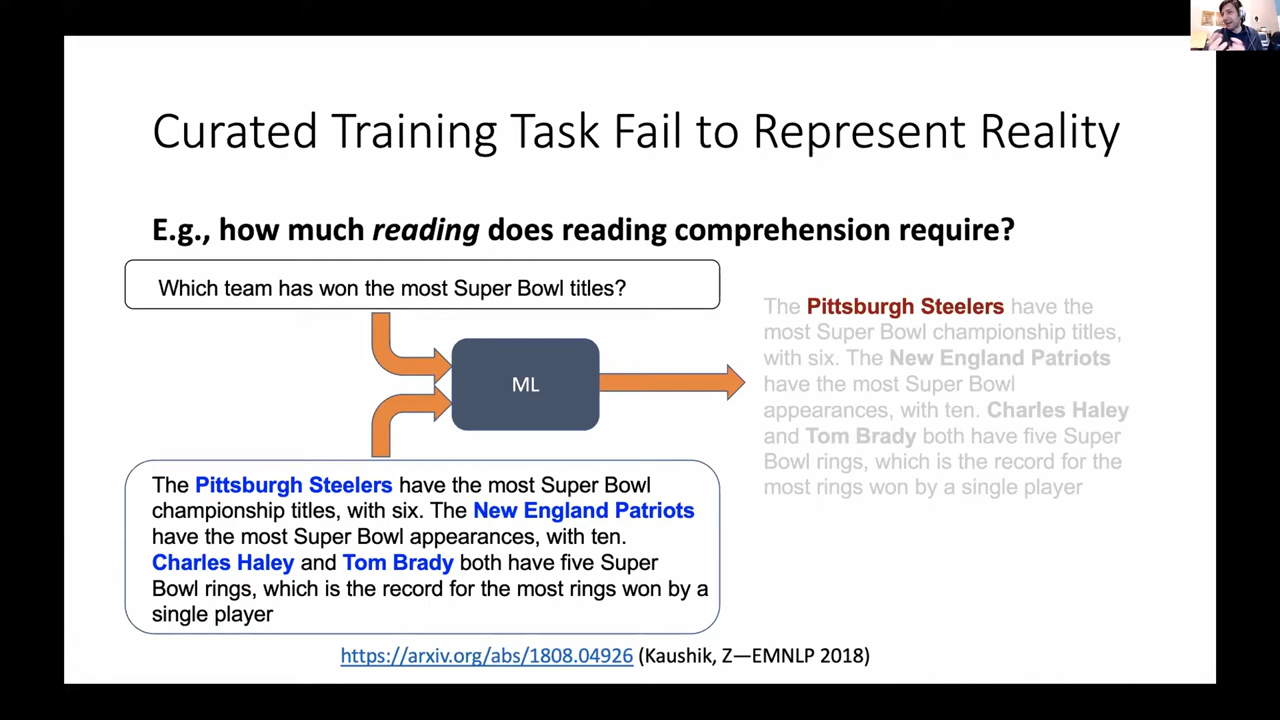 Curated Training Task Fail to Represent Reality
E.g., how much reading does reading comprehension require?
Which team has won the most Super Bowl titles?
ML
The Pittsburgh Steelers have the most Super Bowl
championship titles, with six. The New England Patriots
have the most Super Bowl appearances, with ten.
Charles Haley and Tom Brady both have five Super
Bowl rings, which is the record for the most rings won by a
single player
The Pittsburgh Steelers have the
most Super Bowl championship titles,
with six. The New England Patriots
have the most Super Bowl
appearances, with ten. Charles Haley
and Tom Brady both have five Super
Bowl rings, which is the record for the
most rings won by a single player
https://arxiv.org/abs/1808.04926 (Kaushik, Z—EMNLP 2018)